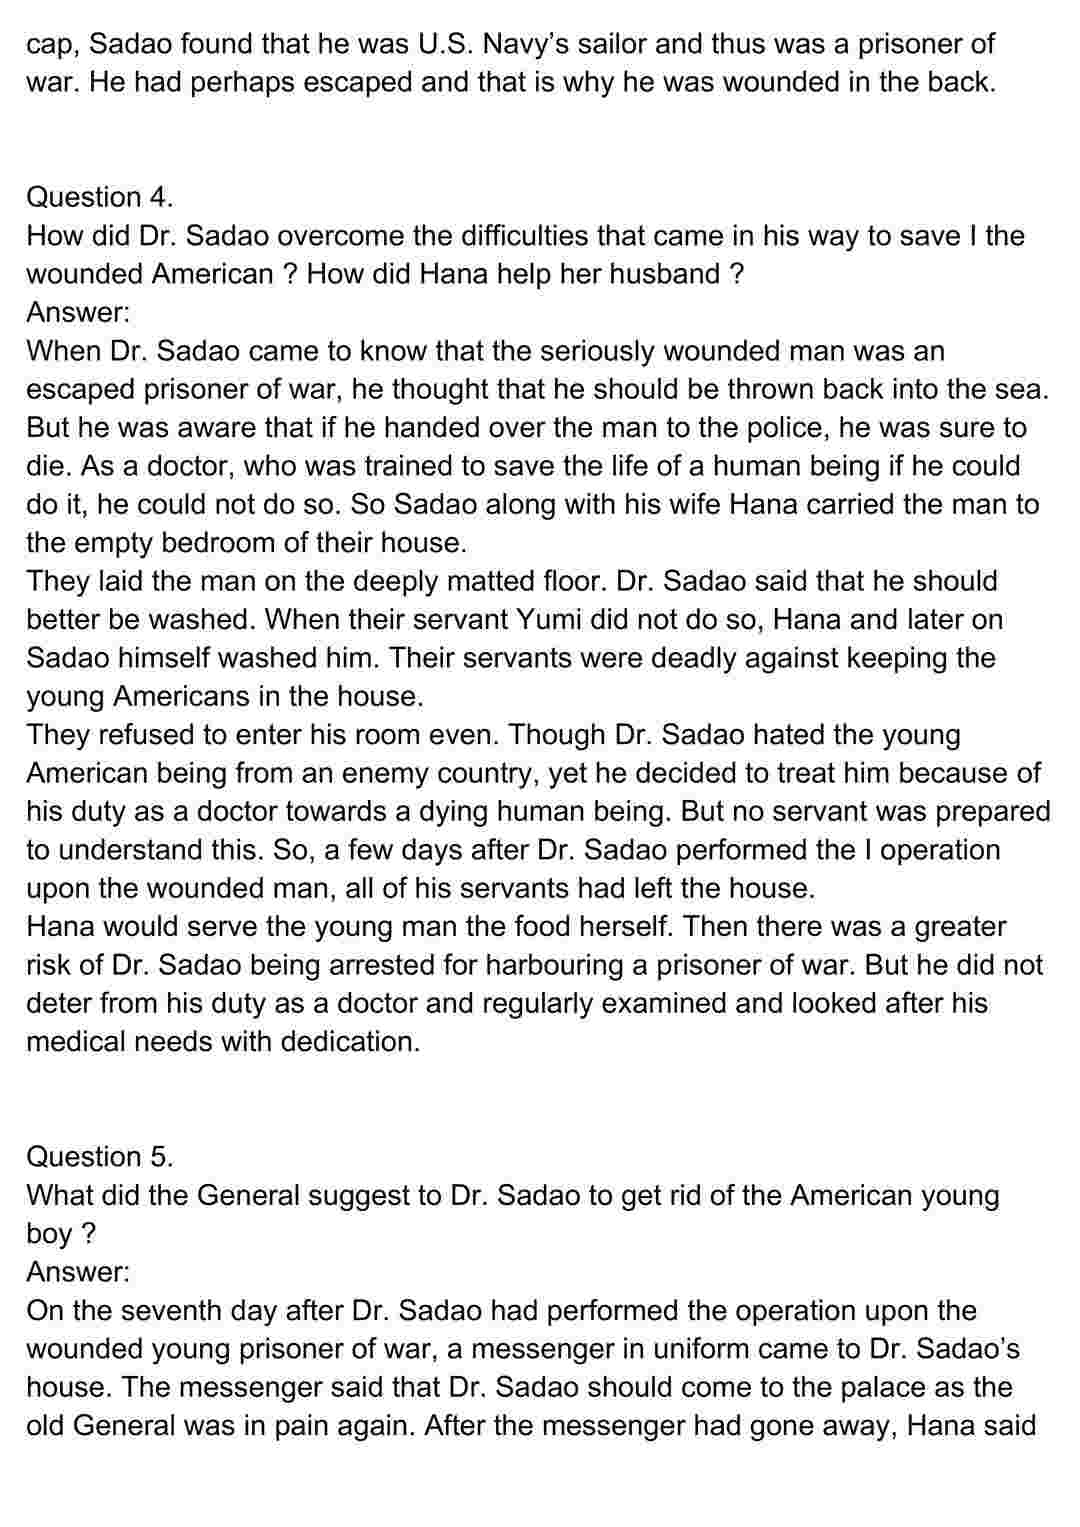 cap, Sadao found that he was U.S. Navy’s sailor and thus was a prisoner of
war. He had perhaps escaped and that is why he was wounded in the back.
Question 4.
How did Dr. Sadao overcome the difficulties that came in his way to save I the
wounded American ? How did Hana help her husband ?
Answer:
When Dr. Sadao came to know that the seriously wounded man was an
escaped prisoner of war, he thought that he should be thrown back into the sea.
But he was aware that if he handed over the man to the police, he was sure to
die. As a doctor, who was trained to save the life of a human being if he could
do it, he could not do so. So Sadao along with his wife Hana carried the man to
the empty bedroom of their house.
They laid the man on the deeply matted floor. Dr. Sadao said that he should
better be washed. When their servant Yumi did not do so, Hana and later on
Sadao himself washed him. Their servants were deadly against keeping the
young Americans in the house.
They refused to enter his room even. Though Dr. Sadao hated the young
American being from an enemy country, yet he decided to treat him because of
his duty as a doctor towards a dying human being. But no servant was prepared
to understand this. So, a few days after Dr. Sadao performed the I operation
upon the wounded man, all of his servants had left the house.
Hana would serve the young man the food herself. Then there was a greater
risk of Dr. Sadao being arrested for harbouring a prisoner of war. But he did not
deter from his duty as a doctor and regularly examined and looked after his
medical needs with dedication.
Question 5.
What did the General suggest to Dr. Sadao to get rid of the American young
boy ?
Answer:
On the seventh day after Dr. Sadao had performed the operation upon the
wounded young prisoner of war, a messenger in uniform came to Dr. Sadao’s
house. The messenger said that Dr. Sadao should come to the palace as the
old General was in pain again. After the messenger had gone away, Hana said